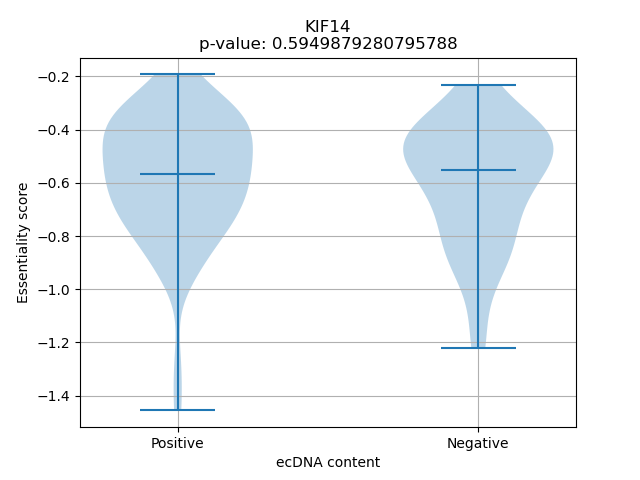 KIF14
p-value: 0.5949879280795788
−0.2
−0.4
−0.6
−0.8
−1.0
−1.2
−1.4
Essentiality score
Positive
Negative
ecDNA content